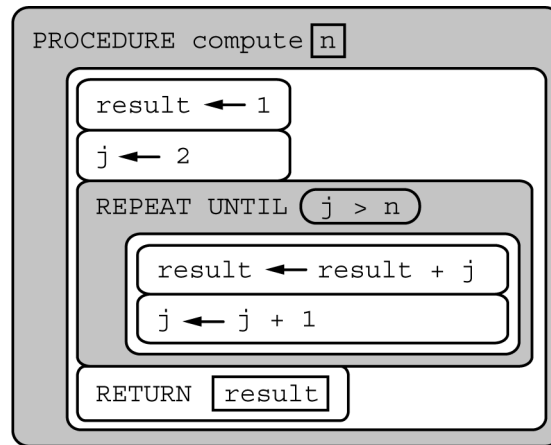 PROCEDURE compute n
result ← 1
j ← 2
REPEAT UNTIL j > n
result ← result + j
j ← j + 1
RETURN result